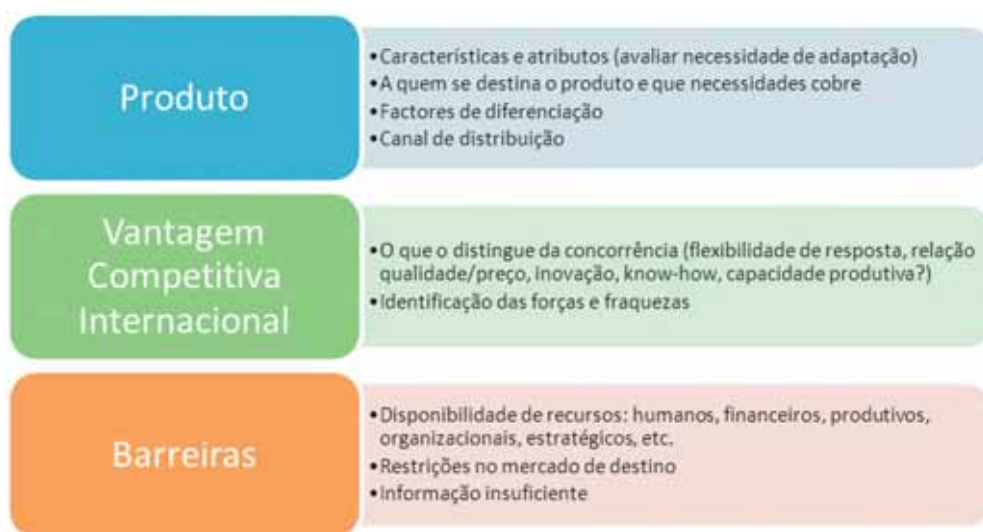 Produto
•Características e atributos (avaliar necessidade de adaptação)
•A quem se destina o produto e que necessidades cobre
•Factores de diferenciação
•Canal de distribuição
Vantagem
Competitiva
Internacional
•O que o distingue da concorrência (flexibilidade de resposta, relação
qualidade/preço, inovação, know-how, capacidade produtiva?)
•Identificação das forças e fraquezas
Barreiras
•Disponibilidade de recursos: humanos, financeiros, produtivos,
organizacionais, estratégicos, etc.
•Restrições no mercado de destino
•Informação insuficiente